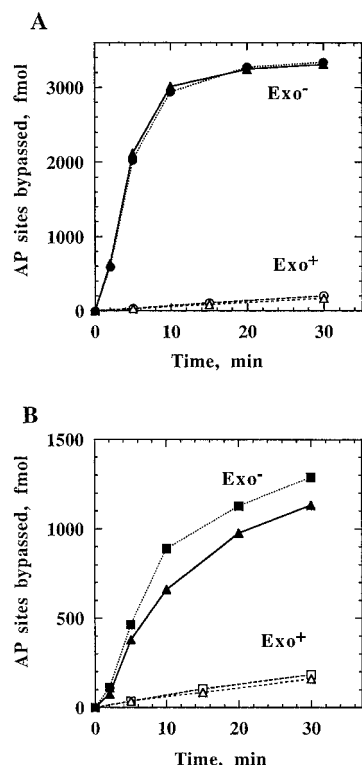 A
AP sites bypassed, fmol
3000
2000
1000
0
Exo-
Exo+
0 10 20 30
Time, min
B
AP sites bypassed, fmol
1500
1000
500
0
Exo-
Exo+
0 10 20 30
Time, min